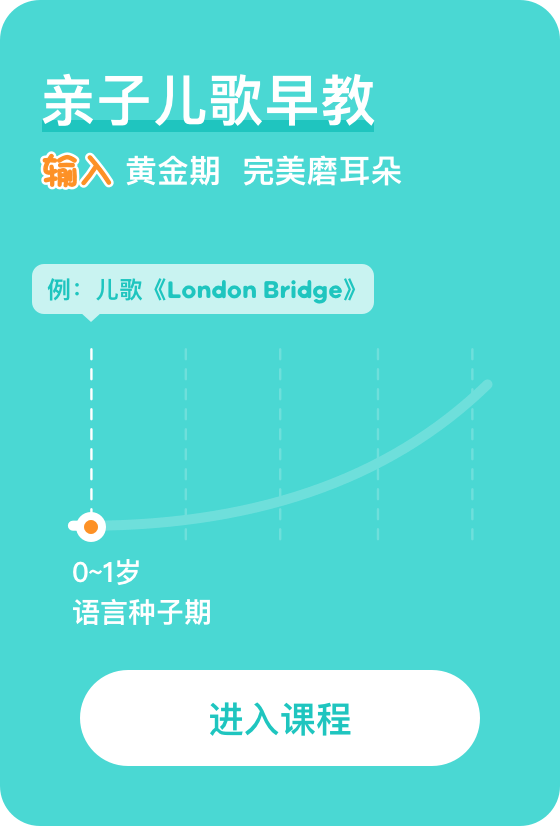 亲子儿歌早教
输入 黄金期 完美磨耳朵
例：儿歌《London Bridge》
0~1岁
语言种子期
进入课程